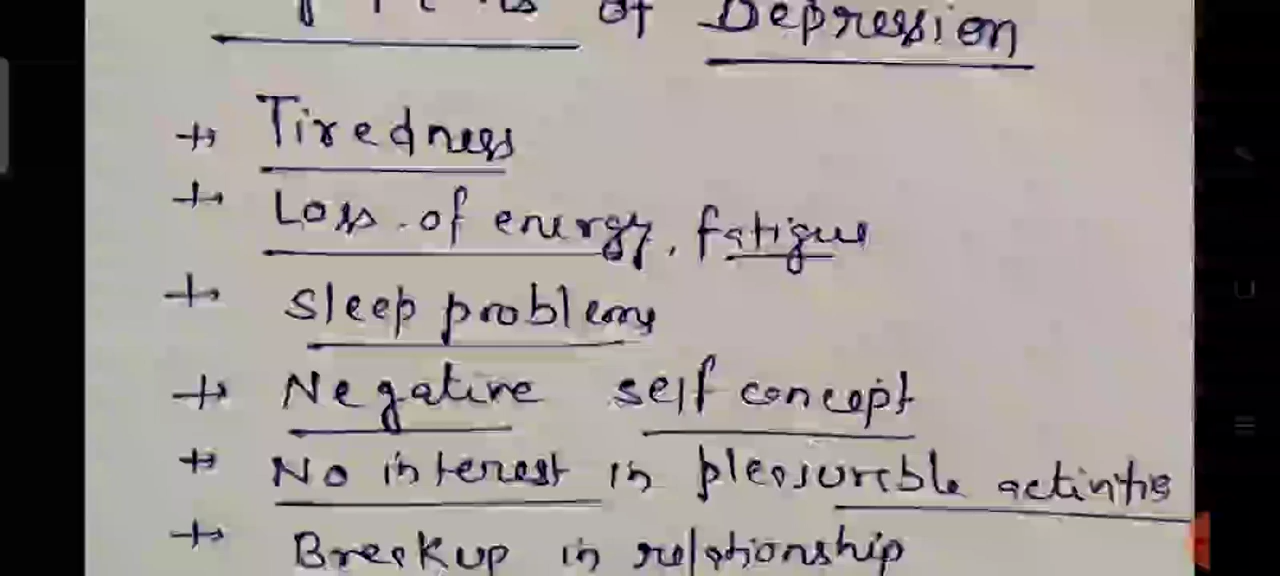 of Depression
Tiredness
Loss of energy, fatigue
Sleep problems
Negative self concept
No interest in pleasurable activities
Breakup in relationship